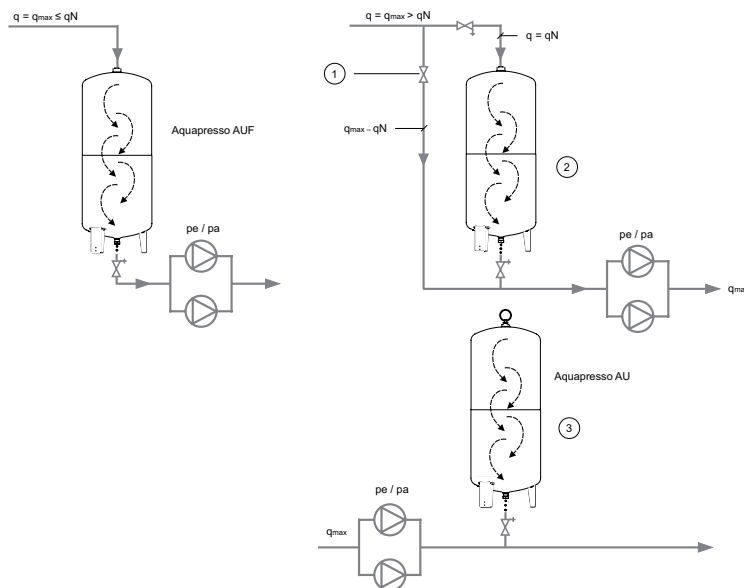 q = qmax ≤ qN
Aquapresso AUF
pe / pa
q = qmax > qN
q = qN
1
qmax – qN
2
pe / pa
qma
Aquapresso AU
3
pe / pa
qmax